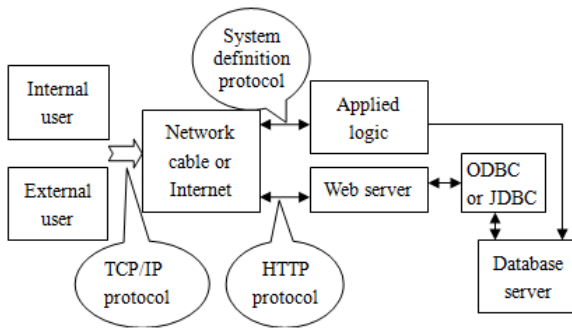 System
definition
protocol
Internal
user
Network
cable or
Internet
Applied
logic
External
user
Web server
ODBC
or JDBC
TCP/IP
protocol
HTTP
protocol
Database
server